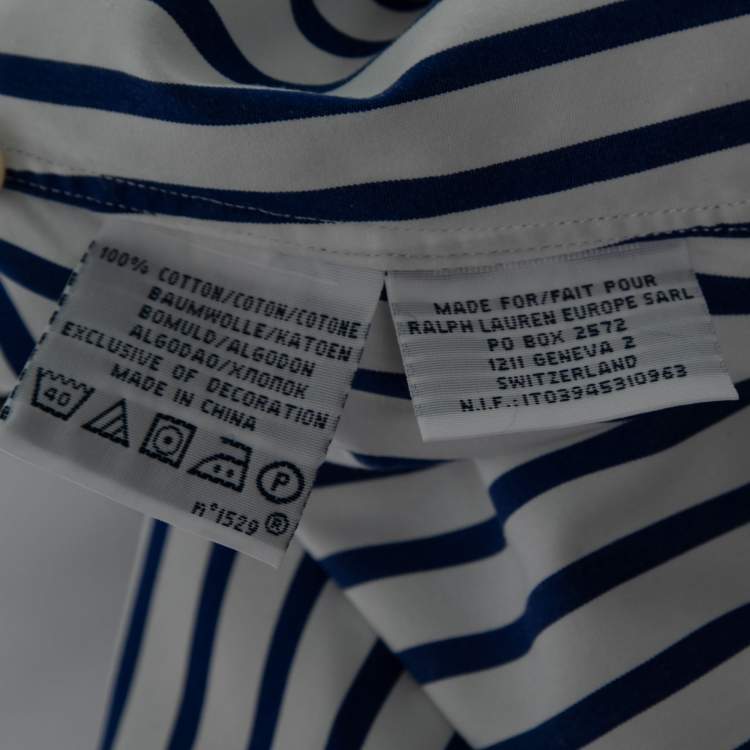 100% COTTON/COTON/COTONE
BAUMWOLLE/KATOEN
BOMULD/ALGODON
ALGODAO/ХЛОПОК
EXCLUSIVE OF DECORATION
MADE IN CHINA
40
P
n°1529 ®
MADE FOR/FAIT POUR
RALPH LAUREN EUROPE SARL
PO BOX 2572
1211 GENEVA 2
SWITZERLAND
N.I.F.: IT03945310963